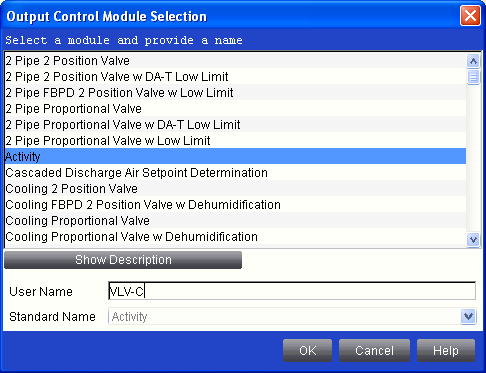 Output Control Module Selection
Select a module and provide a name
2 Pipe 2 Position Valve
2 Pipe 2 Position Valve w DA-T Low Limit
2 Pipe FBPD 2 Position Valve w Low Limit
2 Pipe Proportional Valve
2 Pipe Proportional Valve w DA-T Low Limit
2 Pipe Proportional Valve w Low Limit
Activity
Cascaded Discharge Air Setpoint Determination
Cooling 2 Position Valve
Cooling FBPD 2 Position Valve w Dehumidification
Cooling Proportional Valve
Cooling Proportional Valve w Dehumidification
Show Description
User Name VLV-C
Standard Name Activity
OK Cancel Help